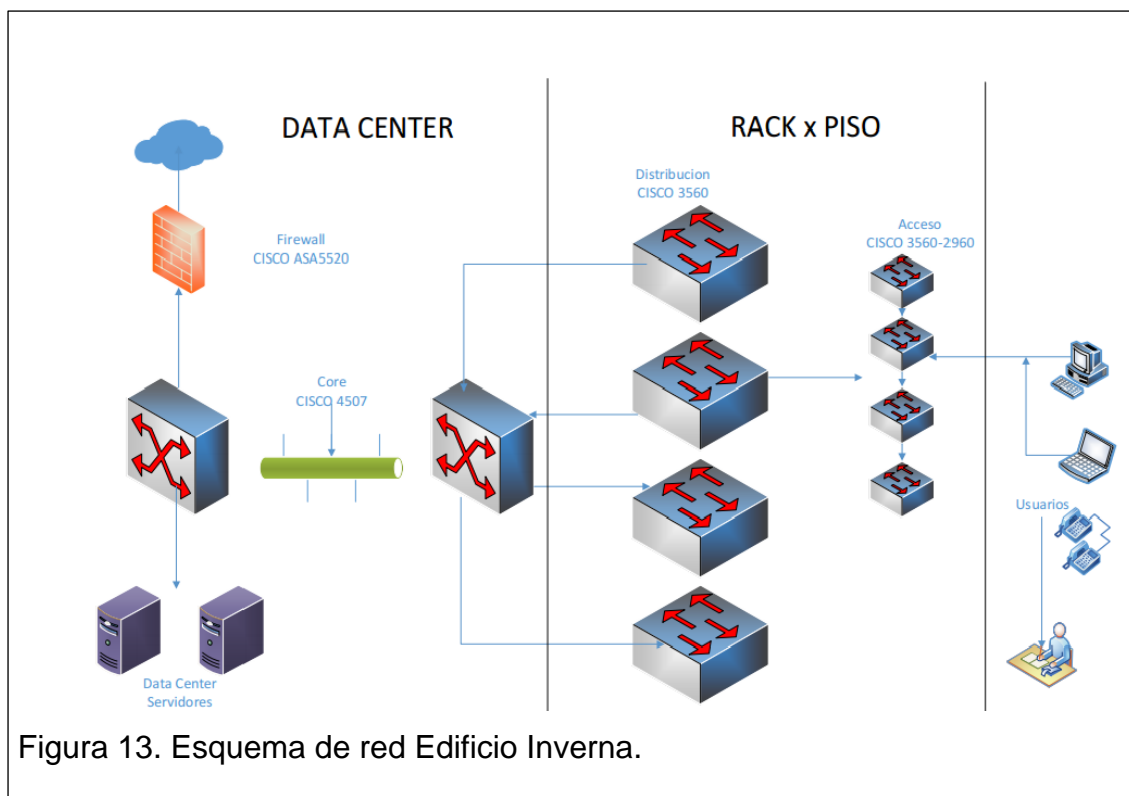 DATA CENTER
RACK x PISO
Distribucion
CISCO 3560
Acceso
CISCO 3560-2960
Firewall
CISCO ASA5520
Core
CISCO 4507
Usuarios
Data Center
Servidores
Figura 13. Esquema de red Edificio Inverna.